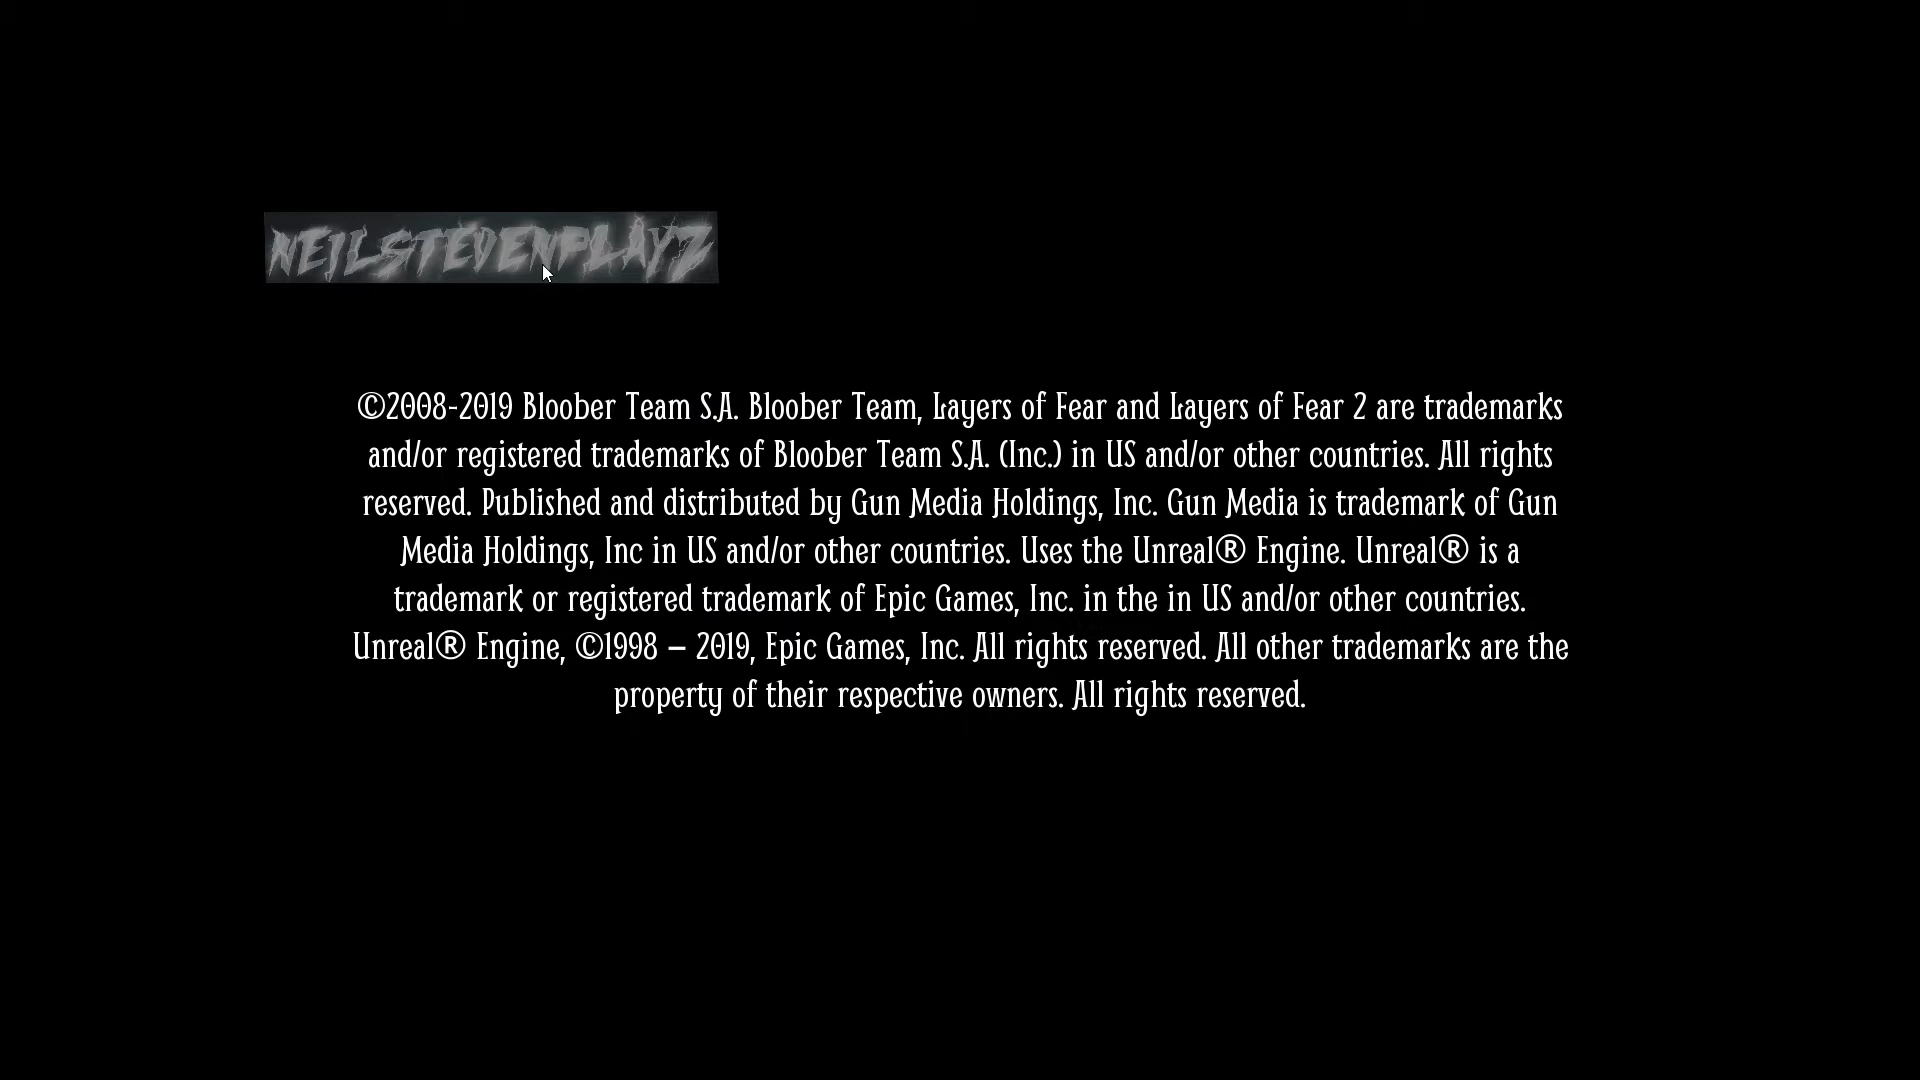 NEILSTEVENPLAYZ
©2008-2019 Bloober Team S.A. Bloober Team, Layers of Fear and Layers of Fear 2 are trademarks
and/or registered trademarks of Bloober Team S.A. (Inc.) in US and/or other countries. All rights
reserved. Published and distributed by Gun Media Holdings, Inc. Gun Media is trademark of Gun
Media Holdings, Inc in US and/or other countries. Uses the Unreal® Engine. Unreal® is a
trademark or registered trademark of Epic Games, Inc. in the in US and/or other countries.
Unreal® Engine, ©1998 – 2019, Epic Games, Inc. All rights reserved. All other trademarks are the
property of their respective owners. All rights reserved.